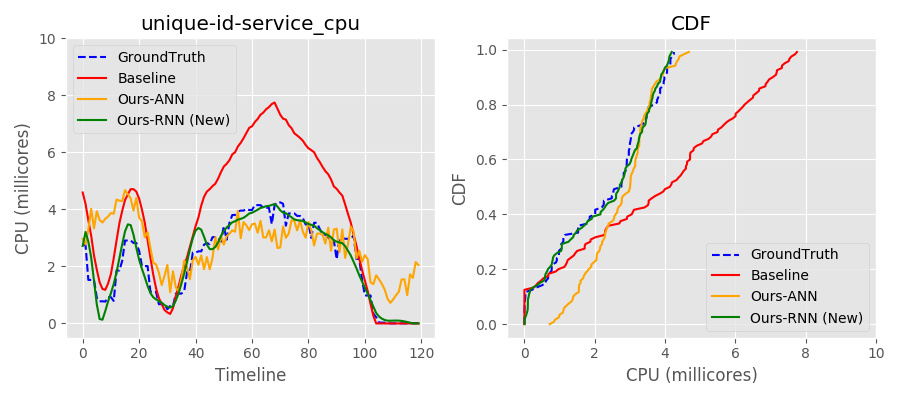 unique-id-service_cpu
CPU (millicores)
10
8
6
4
2
0
GroundTruth
Baseline
Ours-ANN
Ours-RNN (New)
0 20 40 60 80 100 120
Timeline
CDF
CDF
1.0
0.8
0.6
0.4
0.2
0.0
GroundTruth
Baseline
Ours-ANN
Ours-RNN (New)
0 2 4 6 8 10
CPU (millicores)